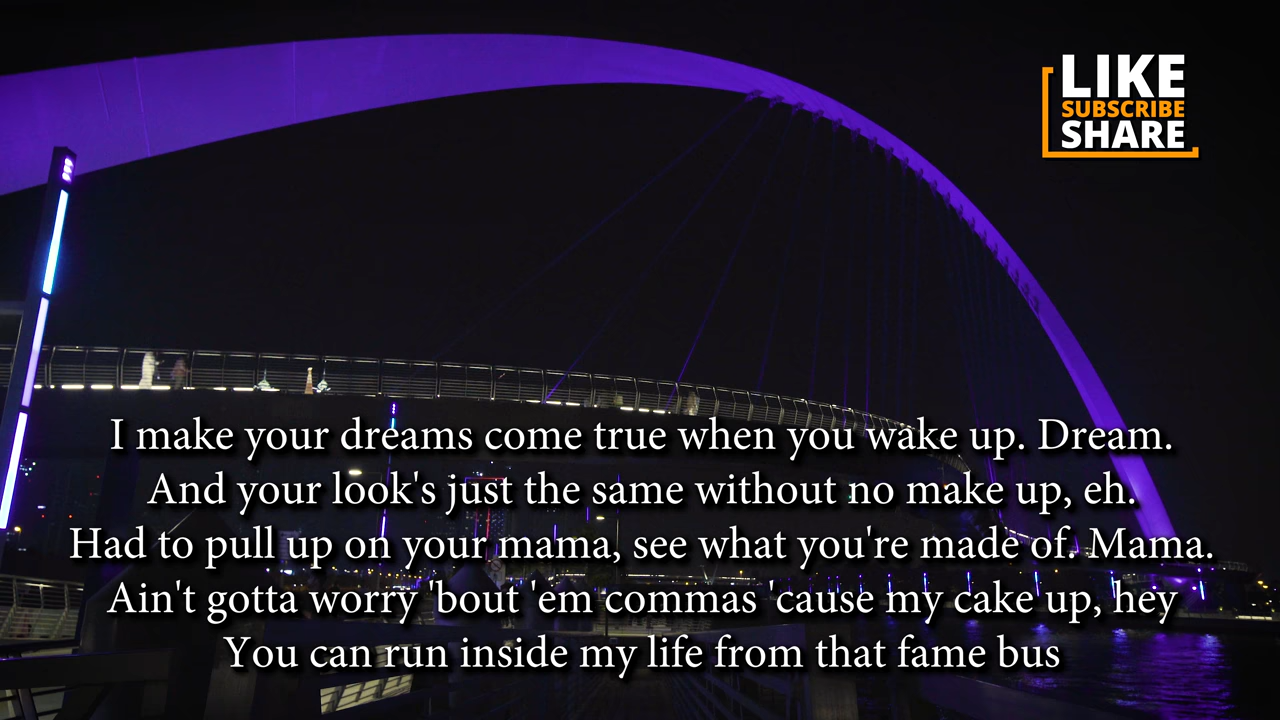 LIKE
SUBSCRIBE
SHARE
I make your dreams come true when you wake up. Dream.
And your look's just the same without no make up, eh.
Had to pull up on your mama, see what you're made of. Mama.
Ain't gotta worry 'bout 'em commas 'cause my cake up, hey
You can run inside my life from that fame bus